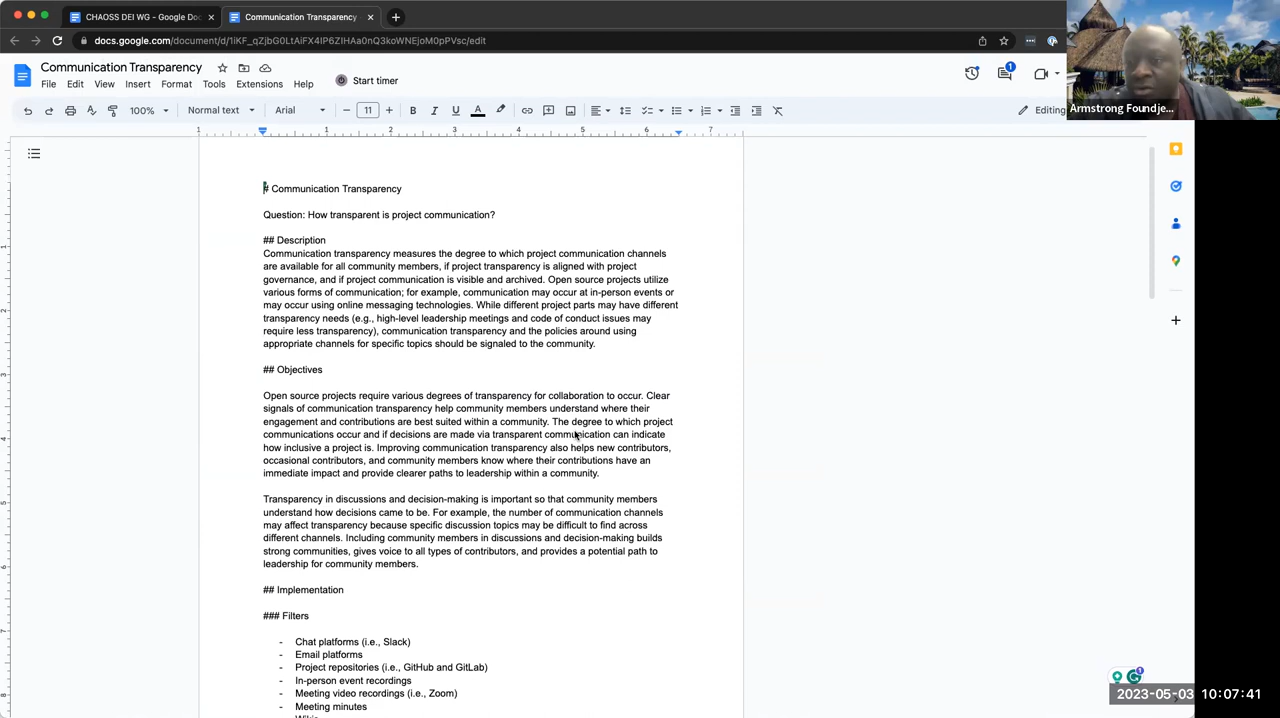 CHAOSS DEI WG - Google Doc
Communication Transparency
docs.google.com/document/d/1iKF_qZjbG0LtAiFX4IP6ZIHAa0nQ3koWNEjoM0pPVsc/edit
Communication Transparency
File Edit View Insert Format Tools Extensions Help
Start timer
1
Armstrong Foundje...
100% Normal text Arial 11 Editing
1 1 2 3 4 5 6 7
# Communication Transparency
Question: How transparent is project communication?
## Description
Communication transparency measures the degree to which project communication channels
are available for all community members, if project transparency is aligned with project
governance, and if project communication is visible and archived. Open source projects utilize
various forms of communication; for example, communication may occur at in-person events or
may occur using online messaging technologies. While different project parts may have different
transparency needs (e.g., high-level leadership meetings and code of conduct issues may
require less transparency), communication transparency and the policies around using
appropriate channels for specific topics should be signaled to the community.
## Objectives
Open source projects require various degrees of transparency for collaboration to occur. Clear
signals of communication transparency help community members understand where their
engagement and contributions are best suited within a community. The degree to which project
communications occur and if decisions are made via transparent communication can indicate
how inclusive a project is. Improving communication transparency also helps new contributors,
occasional contributors, and community members know where their contributions have an
immediate impact and provide clearer paths to leadership within a community.
Transparency in discussions and decision-making is important so that community members
understand how decisions came to be. For example, the number of communication channels
may affect transparency because specific discussion topics may be difficult to find across
different channels. Including community members in discussions and decision-making builds
strong communities, gives voice to all types of contributors, and provides a potential path to
leadership for community members.
## Implementation
### Filters
- Chat platforms (i.e., Slack)
- Email platforms
- Project repositories (i.e., GitHub and GitLab)
- In-person event recordings
- Meeting video recordings (i.e., Zoom)
- Meeting minutes
1
2023-05-03 10:07:41